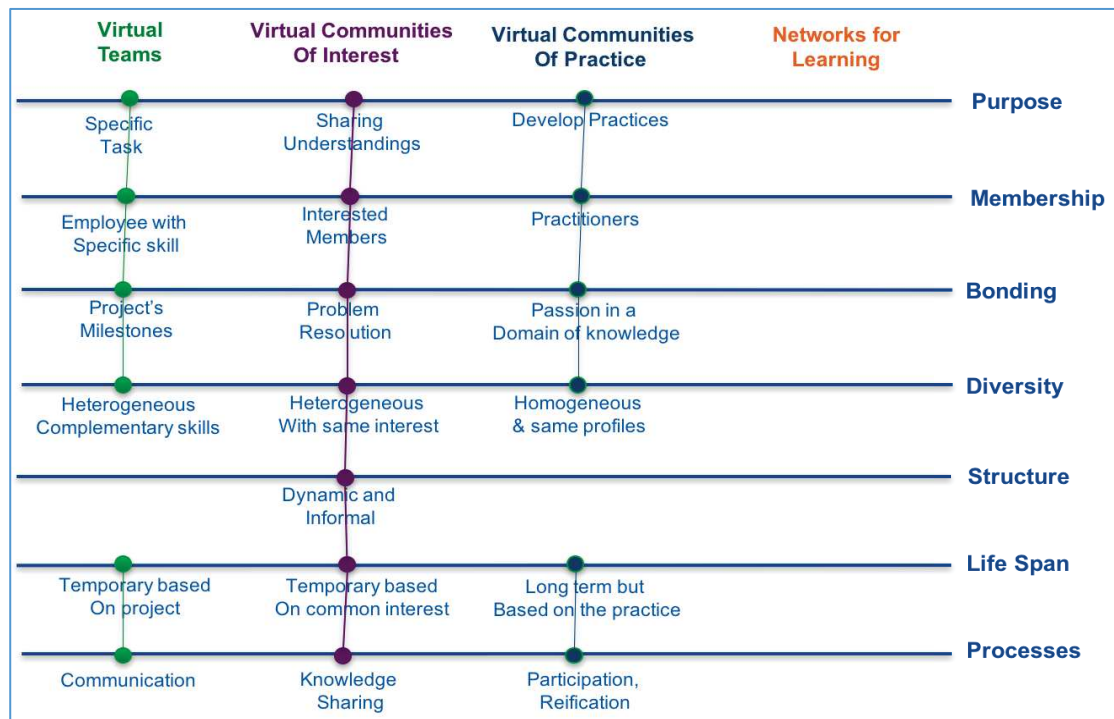 Virtual
Teams
Virtual Communities
Of Interest
Virtual Communities
Of Practice
Networks for
Learning
Purpose
Specific
Task
Sharing
Understandings
Develop Practices
Membership
Employee with
Specific skill
Interested
Members
Practitioners
Bonding
Project's
Milestones
Problem
Resolution
Passion in a
Domain of knowledge
Diversity
Heterogeneous
Complementary skills
Heterogeneous
With same interest
Homogeneous
& same profiles
Structure
Dynamic and
Informal
Life Span
Temporary based
On project
Temporary based
On common interest
Long term but
Based on the practice
Processes
Communication
Knowledge
Sharing
Participation,
Reification